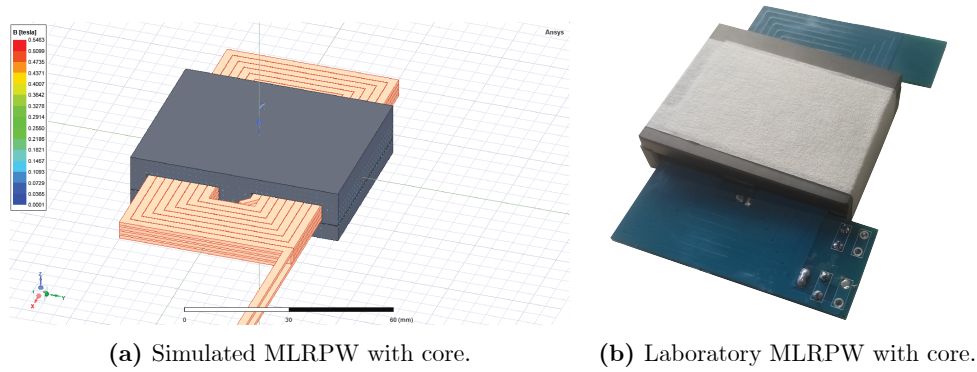 B [tesla]
0.5463
0.5099
0.4735
0.4371
0.4007
0.3642
0.3278
0.2914
0.2550
0.2185
0.1821
0.1457
0.1093
0.0729
0.0365
0.0001
Ansys
Z
Y
X
0 30 60 (mm)
(a) Simulated MLRPW with core.
(b) Laboratory MLRPW with core.